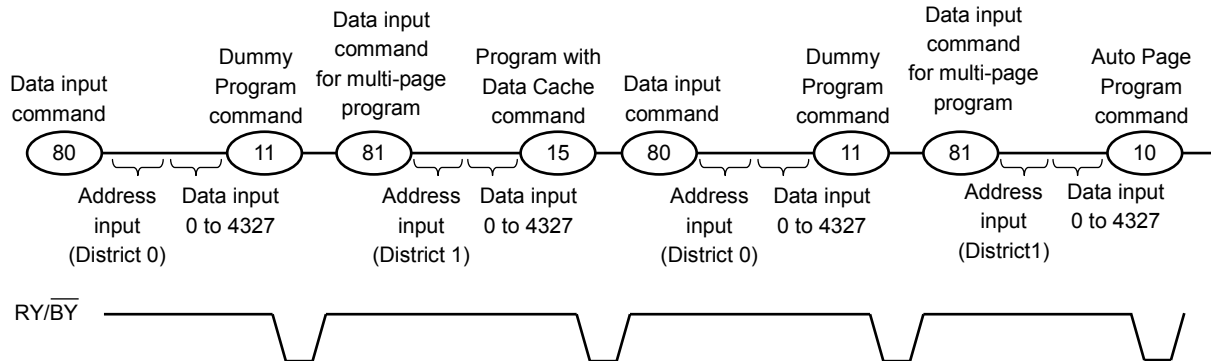 Data input
command
Dummy
Program
command
Data input
command
for multi-page
program
Program with
Data Cache
command
Data input
command
Dummy
Program
command
Data input
command
for multi-page
program
Auto Page
Program
command
80
11
81
15
80
11
81
10
Address
input
(District 0)
Data input
0 to 4327
Address
input
(District 1)
Data input
0 to 4327
Address
input
(District 0)
Data input
0 to 4327
Address
input
(District1)
Data input
0 to 4327
RY/B̅Y̅